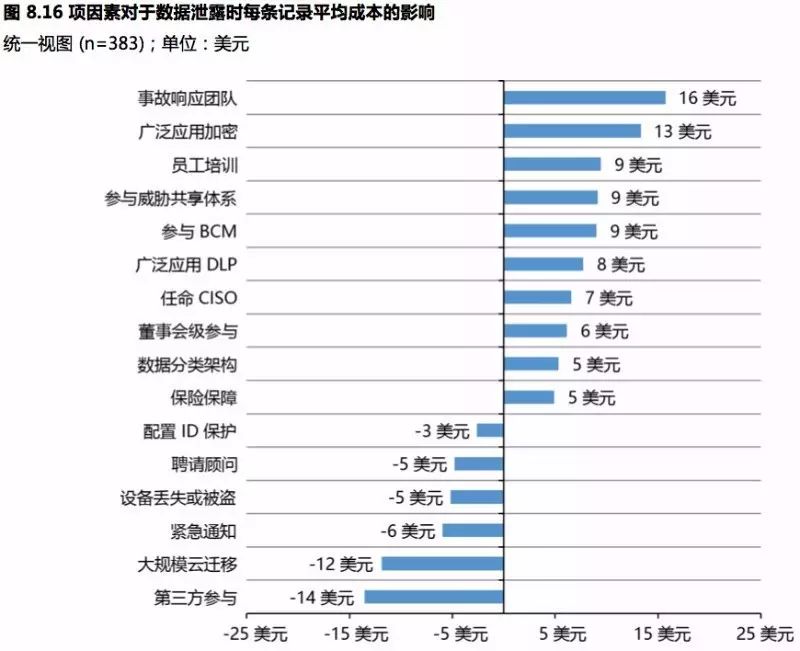 图 8.16 项因素对于数据泄露时每条记录平均成本的影响
统一视图 (n=383)；单位：美元
事故响应团队 16 美元
广泛应用加密 13 美元
员工培训 9 美元
参与威胁共享体系 9 美元
参与 BCM 9 美元
广泛应用 DLP 8 美元
任命 CISO 7 美元
董事会级参与 6 美元
数据分类架构 5 美元
保险保障 5 美元
配置 ID 保护 -3 美元
聘请顾问 -5 美元
设备丢失或被盗 -5 美元
紧急通知 -6 美元
大规模云迁移 -12 美元
第三方参与 -14 美元
-25 美元 -15 美元 -5 美元 5 美元 15 美元 25 美元